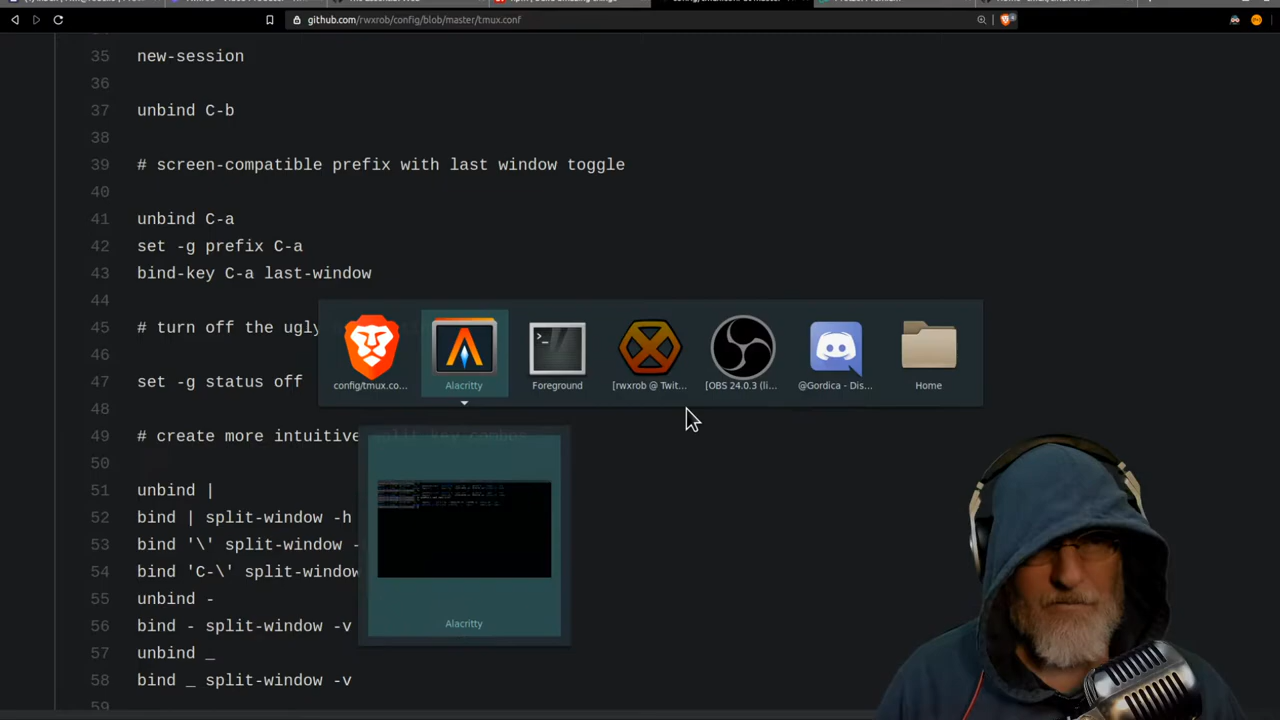 github.com/rwxrob/config/blob/master/tmux.conf
35 new-session
36
37 unbind C-b
38
39 # screen-compatible prefix with last window toggle
40
41 unbind C-a
42 set -g prefix C-a
43 bind-key C-a last-window
44
45 # turn off the ugly
46
47 set -g status off
48
49 # create more intuitive split key combos
50
51 unbind |
52 bind | split-window -h
53 bind '\' split-window -
54 bind 'C-\' split-window
55 unbind -
56 bind - split-window -v
57 unbind _
58 bind _ split-window -v
59
config/tmux.co...
Alacritty
Foreground
[rwxrob @ Twit...
[OBS 24.0.3 (li...
@Gordica - Dis...
Home
Alacritty